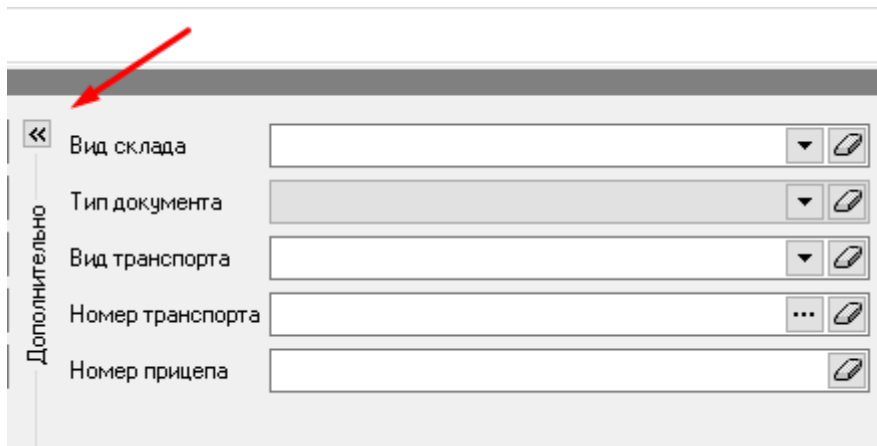 Дополнительно
Вид склада
Тип документа
Вид транспорта
Номер транспорта
Номер прицепа